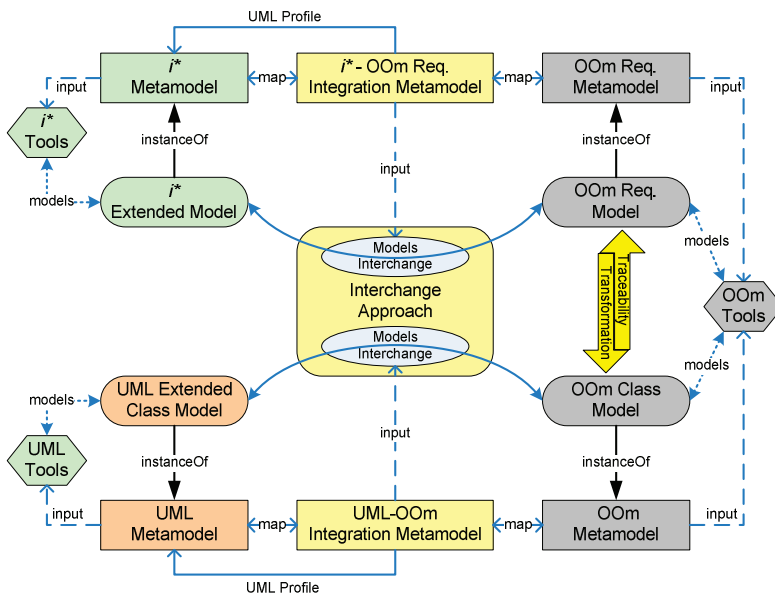 UML Profile
i*
Metamodel
map
i* - OOm Req.
Integration Metamodel
map
OOm Req.
Metamodel
input
input
i*
Tools
instanceOf
input
instanceOf
models
i*
Extended Model
OOm Req.
Model
models
Models
Interchange
Interchange
Approach
Traceability
Transformation
OOm
Tools
Models
Interchange
models
UML Extended
Class Model
OOm Class
Model
models
UML
Tools
instanceOf
input
instanceOf
input
UML
Metamodel
map
UML-OOm
Integration Metamodel
map
OOm
Metamodel
input
UML Profile